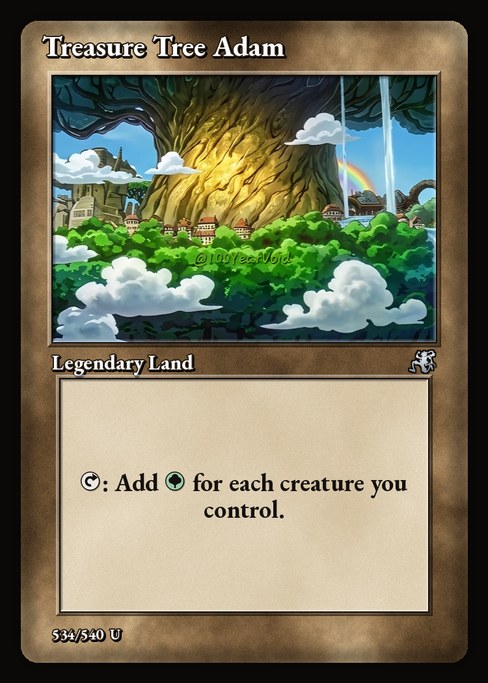 Treasure Tree Adam
@100YearVoid
Legendary Land
: Add for each creature you
control.
534/540 U